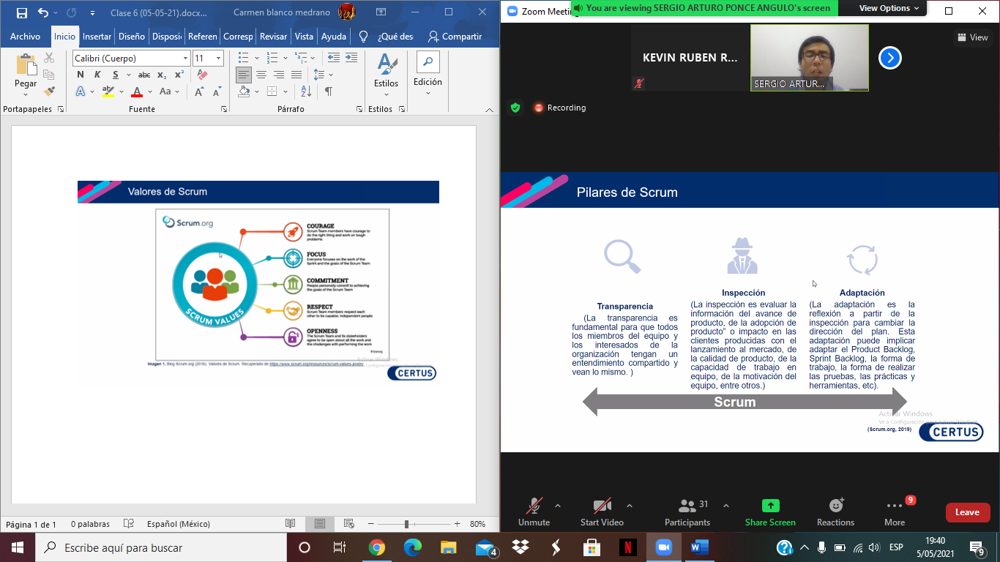 Clase 6 (05-05-21).docx...
Carmen blanco medrano
Archivo Inicio Insertar Diseño Disposi Referen Corresp Revisar Vista Ayuda ¿Qué des Compartir
Calibri (Cuerpo) 11
Pegar
N K S abc x₂ x²
A ab A Aa A A
Estilos
Edición
Portapapeles Fuente Párrafo Estilos
Valores de Scrum
Scrum.org
COURAGE
Scrum Team members have courage to
do the right thing and work on tough
problems
FOCUS
Everyone focuses on the work of the
Sprint and the goals of the Scrum Team
COMMITMENT
People personally commit to achieving
the goals of the Scrum Team
RESPECT
Scrum Team members respect each
other to be capable, independent people
OPENNESS
The Scrum Team and its stakeholders
agree to be open about all the work and
the challenges with performing the work
SCRUM VALUES
Activar Windows
Imagen 1. Blog Scrum org (2016) Valores de Scrum. Recuperado de https://www.scrum.org/resources/scrum-values-poster
CERTUS
Página 1 de 1 0 palabras Español (México) 80%
Zoom Meeting
You are viewing SERGIO ARTURO PONCE ANGULO's screen
View Options
View
KEVIN RUBEN R...
SERGIO ARTUR...
Recording
Pilares de Scrum
Transparencia
(La transparencia es
fundamental para que todos
los miembros del equipo y
los interesados de la
organización tengan un
entendimiento compartido y
vean lo mismo. )
Inspección
(La inspección es evaluar la
información del avance de
producto, de la adopción de
producto” o impacto en las
clientes producidas con el
lanzamiento al mercado, de
la calidad de producto, de la
capacidad de trabajo en
equipo, de la motivación del
equipo, entre otros.)
Adaptación
(La adaptación es la
reflexión a partir de la
inspección para cambiar la
dirección del plan. Esta
adaptación puede implicar
adaptar el Product Backlog,
Sprint Backlog, la forma de
trabajo, la forma de realizar
las pruebas, las prácticas y
herramientas, etc).
Scrum
Activar Windows
Ve a Configuración para activar Windows.
(Scrum.org, 2019)
CERTUS
Unmute Start Video Participants 31 Share Screen Reactions More 9 Leave
Escribe aquí para buscar
4
ESP
19:40
5/05/2021
9